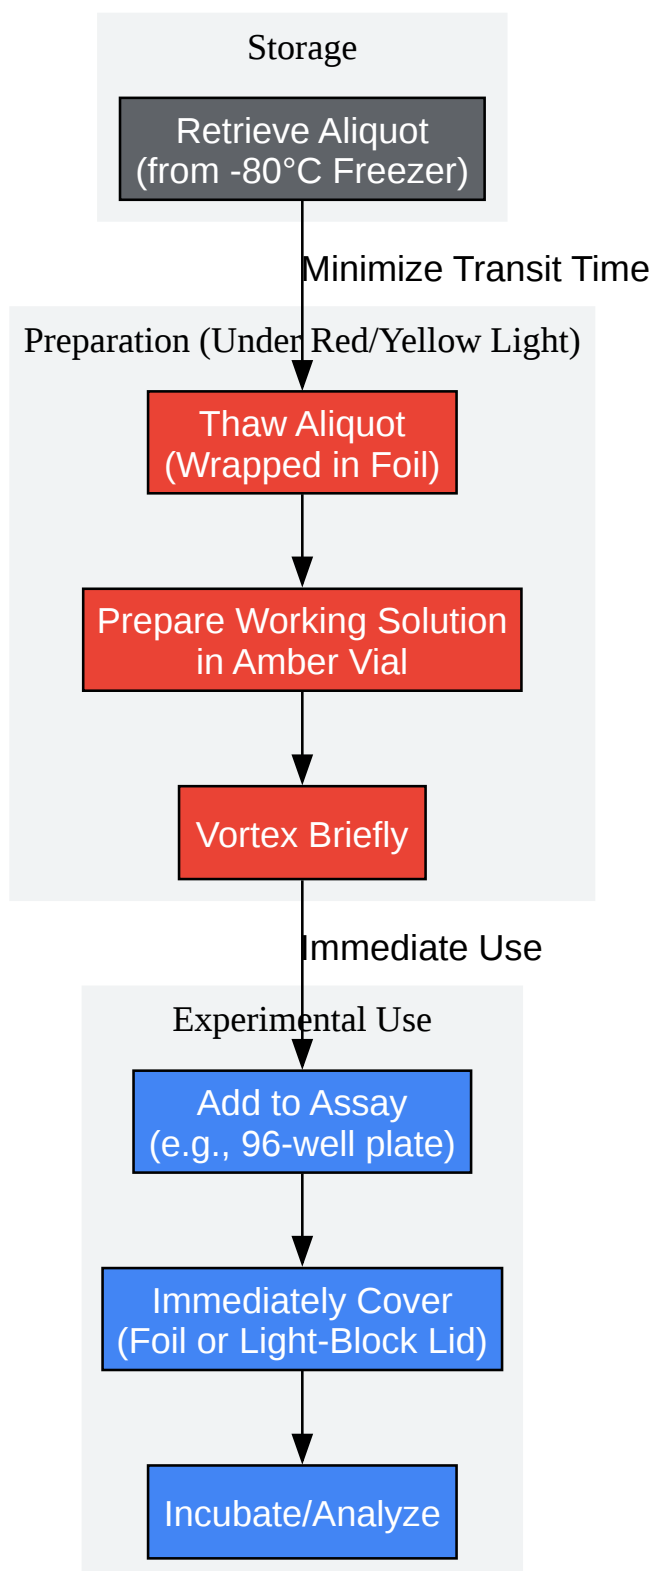 Storage
Retrieve Aliquot
(from -80°C Freezer)
Minimize Transit Time
Preparation (Under Red/Yellow Light)
Thaw Aliquot
(Wrapped in Foil)
Prepare Working Solution
in Amber Vial
Vortex Briefly
Immediate Use
Experimental Use
Add to Assay
(e.g., 96-well plate)
Immediately Cover
(Foil or Light-Block Lid)
Incubate/Analyze